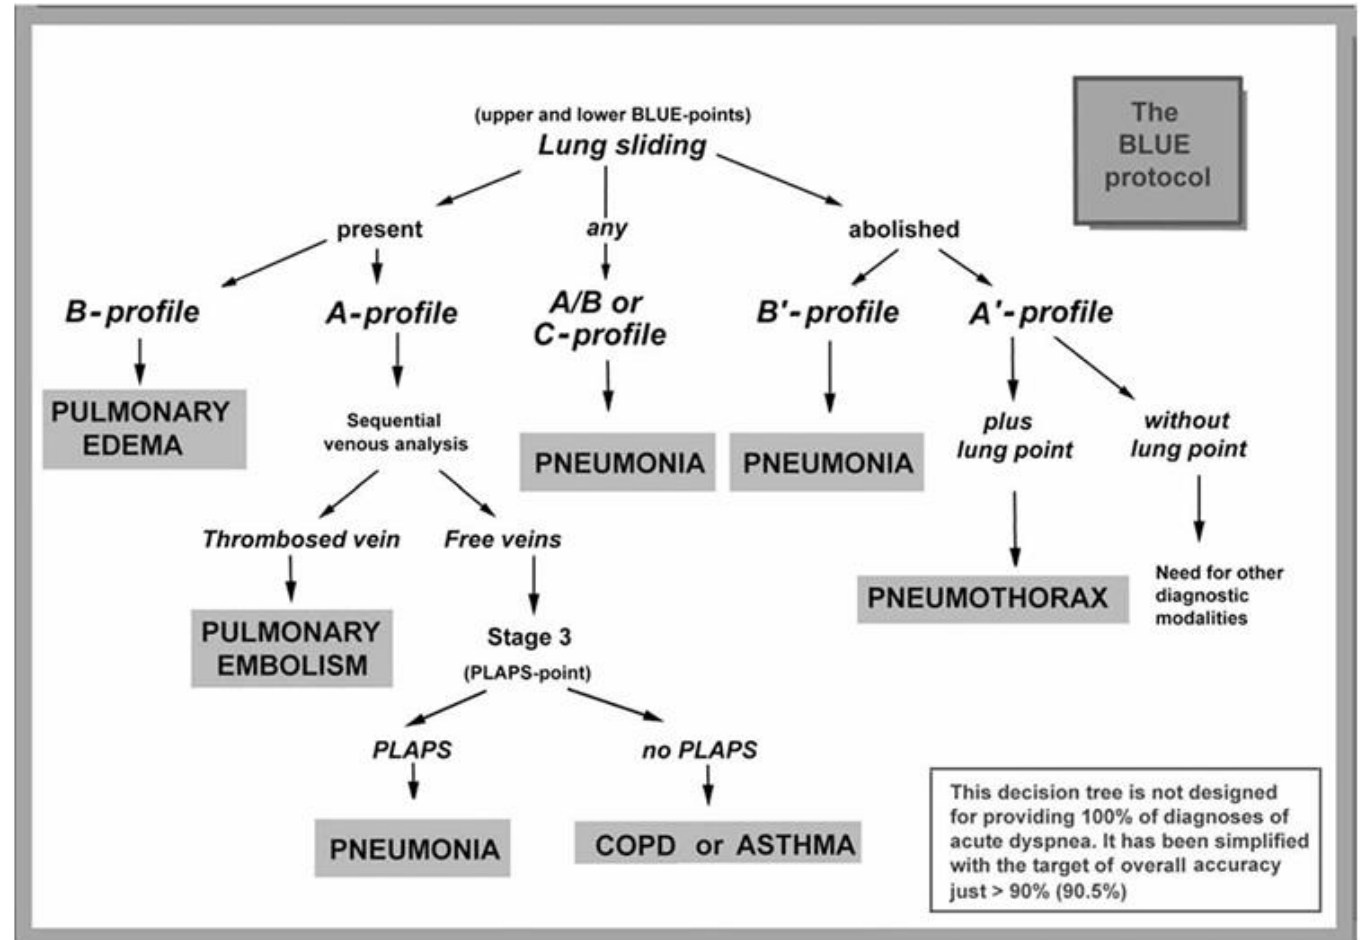 The
BLUE
protocol
(upper and lower BLUE-points)
Lung sliding
present
any
abolished
B-profile
A-profile
A/B or
C-profile
B'-profile
A'-profile
PULMONARY
EDEMA
Sequential
venous analysis
PNEUMONIA
PNEUMONIA
plus
lung point
without
lung point
Thrombosed vein
Free veins
PNEUMOTHORAX
Need for other
diagnostic
modalities
PULMONARY
EMBOLISM
Stage 3
(PLAPS-point)
PLAPS
no PLAPS
PNEUMONIA
COPD or ASTHMA
This decision tree is not designed
for providing 100% of diagnoses of
acute dyspnea. It has been simplified
with the target of overall accuracy
just > 90% (90.5%)